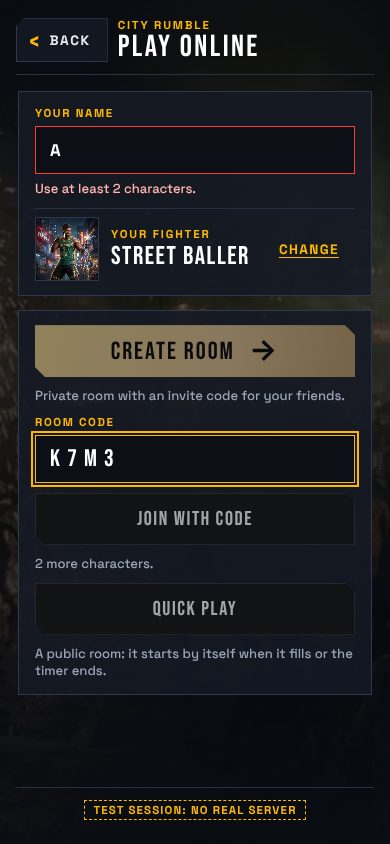 < BACK
CITY RUMBLE
PLAY ONLINE
YOUR NAME
A
Use at least 2 characters.
YOUR FIGHTER
STREET BALLER
CHANGE
CREATE ROOM →
Private room with an invite code for your friends.
ROOM CODE
K7M3
JOIN WITH CODE
2 more characters.
QUICK PLAY
A public room: it starts by itself when it fills or the
timer ends.
TEST SESSION: NO REAL SERVER